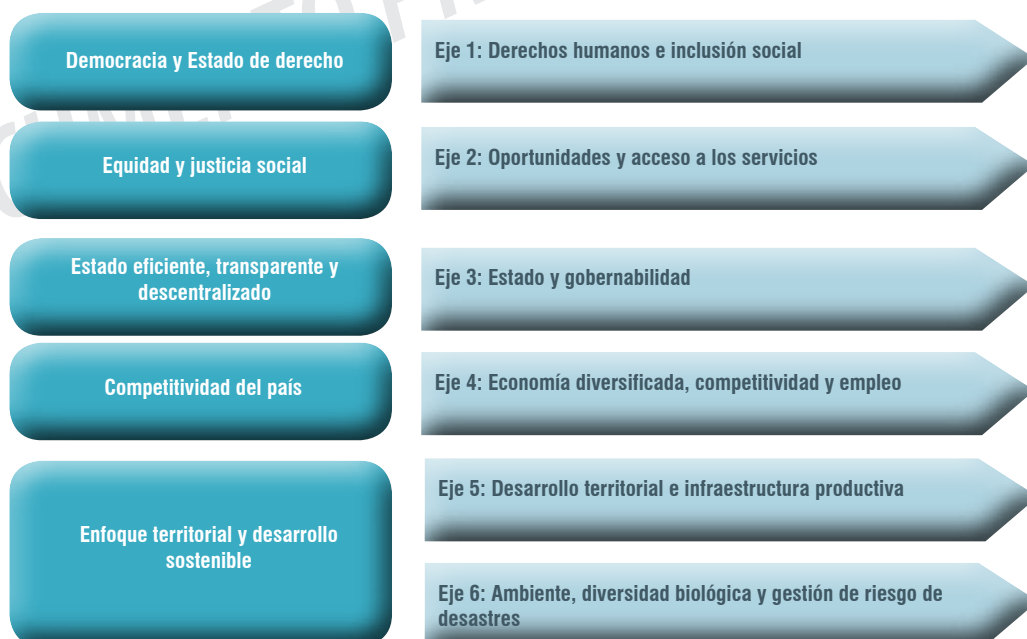 Democracia y Estado de derecho
Eje 1: Derechos humanos e inclusión social
Equidad y justicia social
Eje 2: Oportunidades y acceso a los servicios
Estado eficiente, transparente y
descentralizado
Eje 3: Estado y gobernabilidad
Competitividad del país
Eje 4: Economía diversificada, competitividad y empleo
Enfoque territorial y desarrollo
sostenible
Eje 5: Desarrollo territorial e infraestructura productiva
Eje 6: Ambiente, diversidad biológica y gestión de riesgo de
desastres